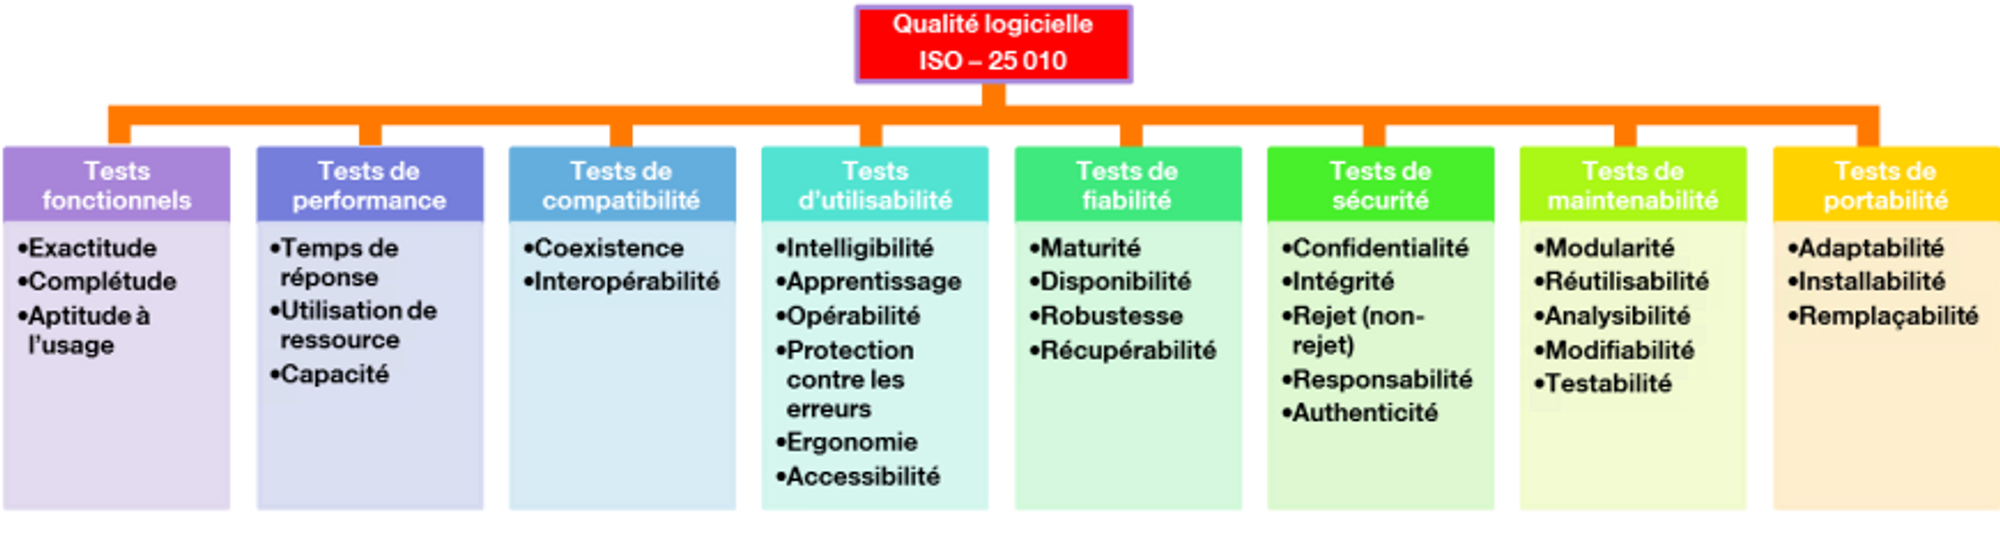 Qualité logicielle
ISO – 25 010
Tests
fonctionnels
•Exactitude
•Complétude
•Aptitude à
l’usage
Tests de
performance
•Temps de
réponse
•Utilisation de
ressource
•Capacité
Tests de
compatibilité
•Coexistence
•Interopérabilité
Tests
d’utilisabilité
•Intelligibilité
•Apprentissage
•Opérabilité
•Protection
contre les
erreurs
•Ergonomie
•Accessibilité
Tests de
fiabilité
•Maturité
•Disponibilité
•Robustesse
•Récupérabilité
Tests de
sécurité
•Confidentialité
•Intégrité
•Rejet (non-
rejet)
•Responsabilité
•Authenticité
Tests de
maintenabilité
•Modularité
•Réutilisabilité
•Analysibilité
•Modifiabilité
•Testabilité
Tests de
portabilité
•Adaptabilité
•Installabilité
•Remplaçabilité